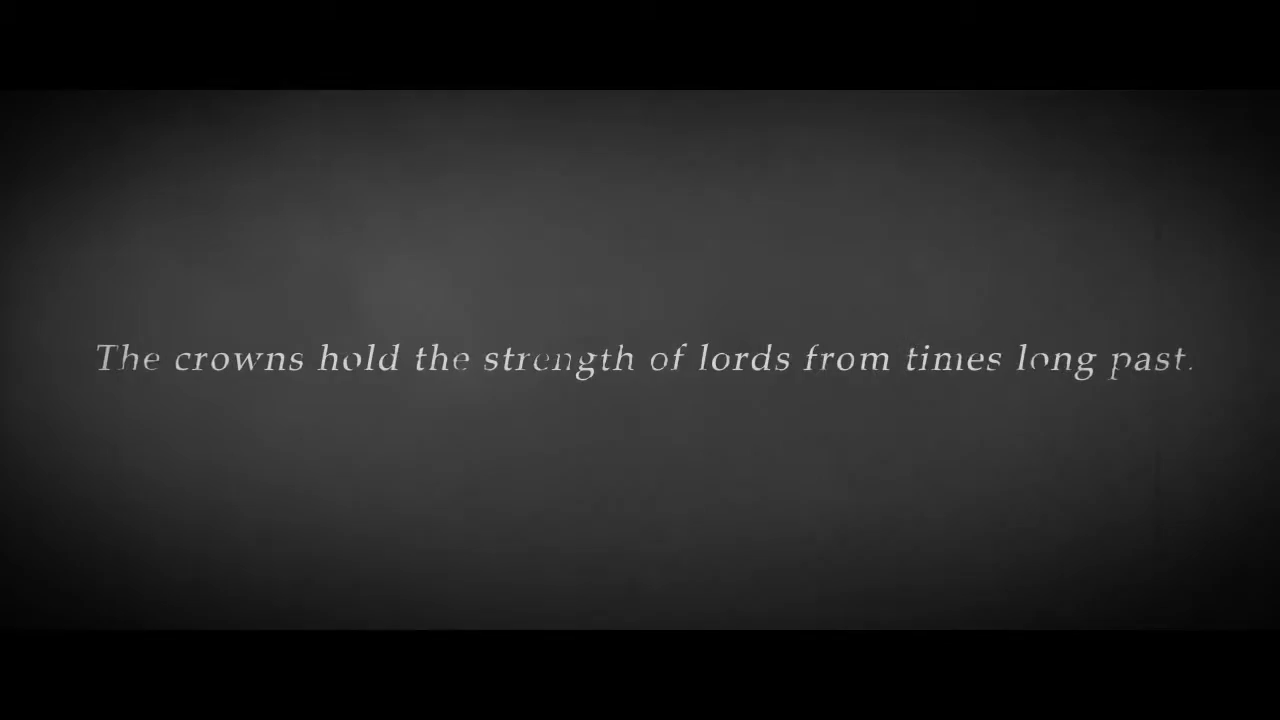 The crowns hold the strength of lords from times long past.